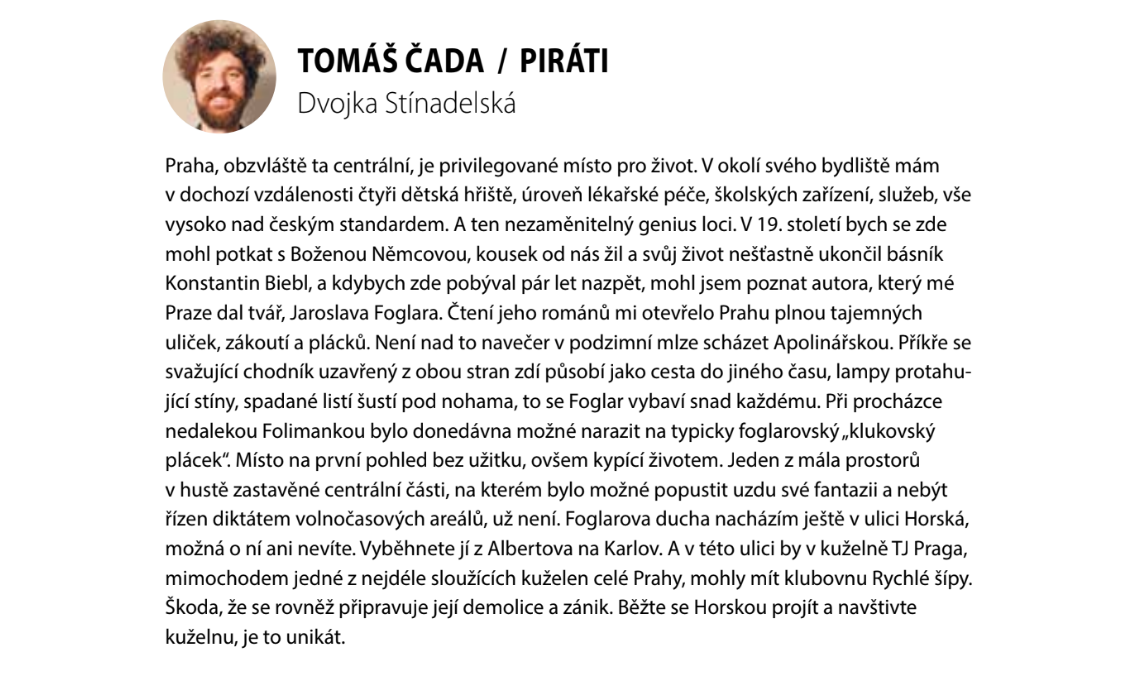 TOMÁŠ ČADA / PIRÁTI
Dvojka Stínadelská
Praha, obzvláště ta centrální, je privilegované místo pro život. V okolí svého bydliště mám
v dochozí vzdálenosti čtyři dětská hřiště, úroveň lékařské péče, školských zařízení, služeb, vše
vysoko nad českým standardem. A ten nezaměnitelný genius loci. V 19. století bych se zde
mohl potkat s Boženou Němcovou, kousek od nás žil a svůj život nešťastně ukončil básník
Konstantin Biebl, a kdybych zde pobýval pár let nazpět, mohl jsem poznat autora, který mé
Praze dal tvář, Jaroslava Foglara. Čtení jeho románů mi otevřelo Prahu plnou tajemných
uliček, zákoutí a plácků. Není nad to navečer v podzimní mlze scházet Apolinářskou. Příkře se
svažující chodník uzavřený z obou stran zdí působí jako cesta do jiného času, lampy protahu-
jící stíny, spadané listí šustí pod nohama, to se Foglar vybaví snad každému. Při procházce
nedalekou Folimankou bylo donedávna možné narazit na typicky foglarovský „klukovský
plácek“. Místo na první pohled bez užitku, ovšem kypící životem. Jeden z mála prostorů
v hustě zastavěné centrální části, na kterém bylo možné popustit uzdu své fantazii a nebýt
řízen diktátem volnočasových areálů, už není. Foglarova ducha nacházím ještě v ulici Horská,
možná o ní ani nevíte. Vyběhnete jí z Albertova na Karlov. A v této ulici by v kuželně TJ Praga,
mimochodem jedné z nejdéle sloužících kuželen celé Prahy, mohly mít klubovnu Rychlé šípy.
Škoda, že se rovněž připravuje její demolice a zánik. Běžte se Horskou projít a navštivte
kuželnu, je to unikát.